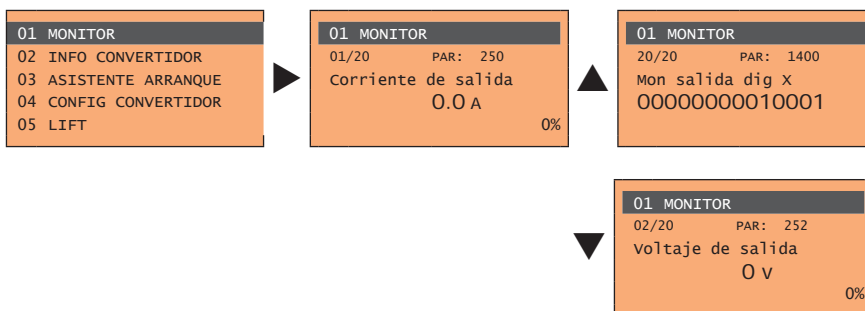 01 MONITOR
02 INFO CONVERTIDOR
03 ASISTENTE ARRANQUE
04 CONFIG CONVERTIDOR
05 LIFT
01 MONITOR
01/20 PAR: 250
Corriente de salida
0.0 A
0%
01 MONITOR
20/20 PAR: 1400
Mon salida dig X
00000000010001
01 MONITOR
02/20 PAR: 252
Voltaje de salida
0 V
0%